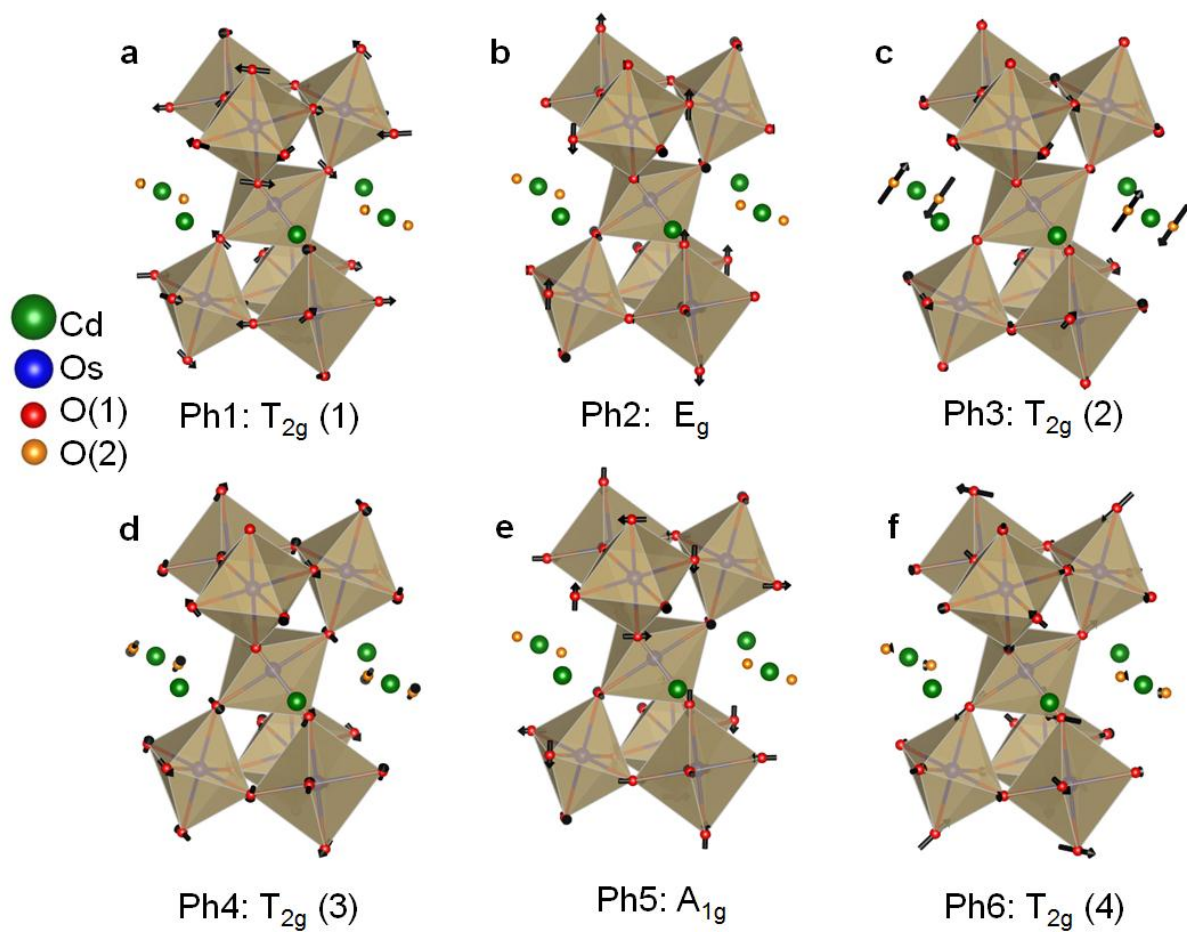 a
b
c
Cd
Os
O(1)
O(2)
Ph1: T2g (1)
Ph2: Eg
Ph3: T2g (2)
d
e
f
Ph4: T2g (3)
Ph5: A1g
Ph6: T2g (4)